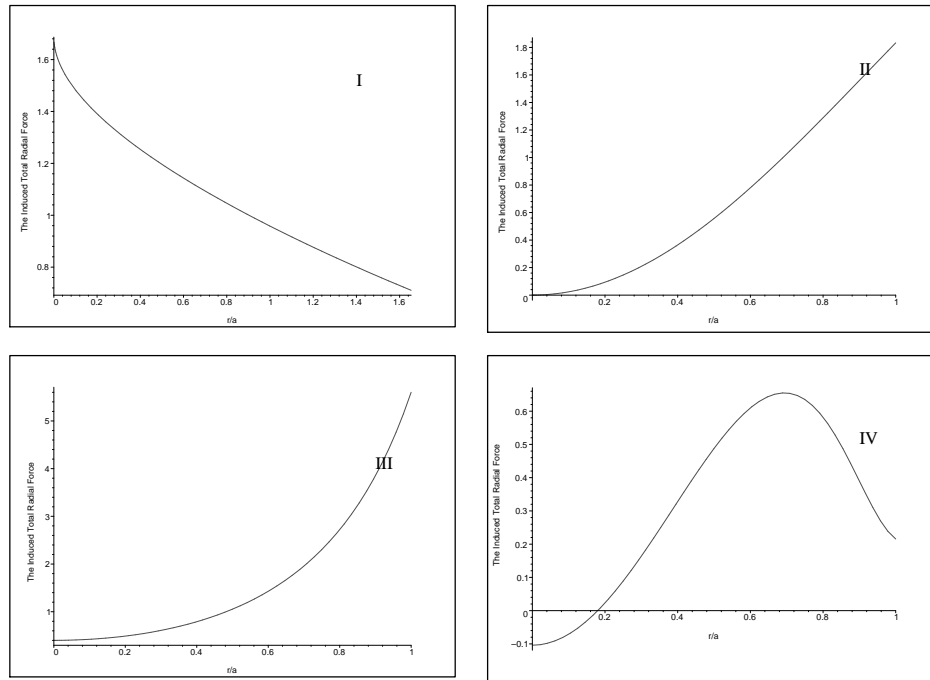 I
The Induced Total Radial Force
1.6
1.4
1.2
1
0.8
0 0.2 0.4 0.6 0.8 1 1.2 1.4 1.6
r/a
II
The Induced Total Radial Force
1.8
1.6
1.4
1.2
1
0.8
0.6
0.4
0.2
0
0.2 0.4 0.6 0.8 1
r/a
III
The Induced Total Radial Force
5
4
3
2
1
0 0.2 0.4 0.6 0.8 1
r/a
IV
The Induced Total Radial Force
0.6
0.5
0.4
0.3
0.2
0.1
0
–0.1
0.2 0.4 0.6 0.8 1
r/a